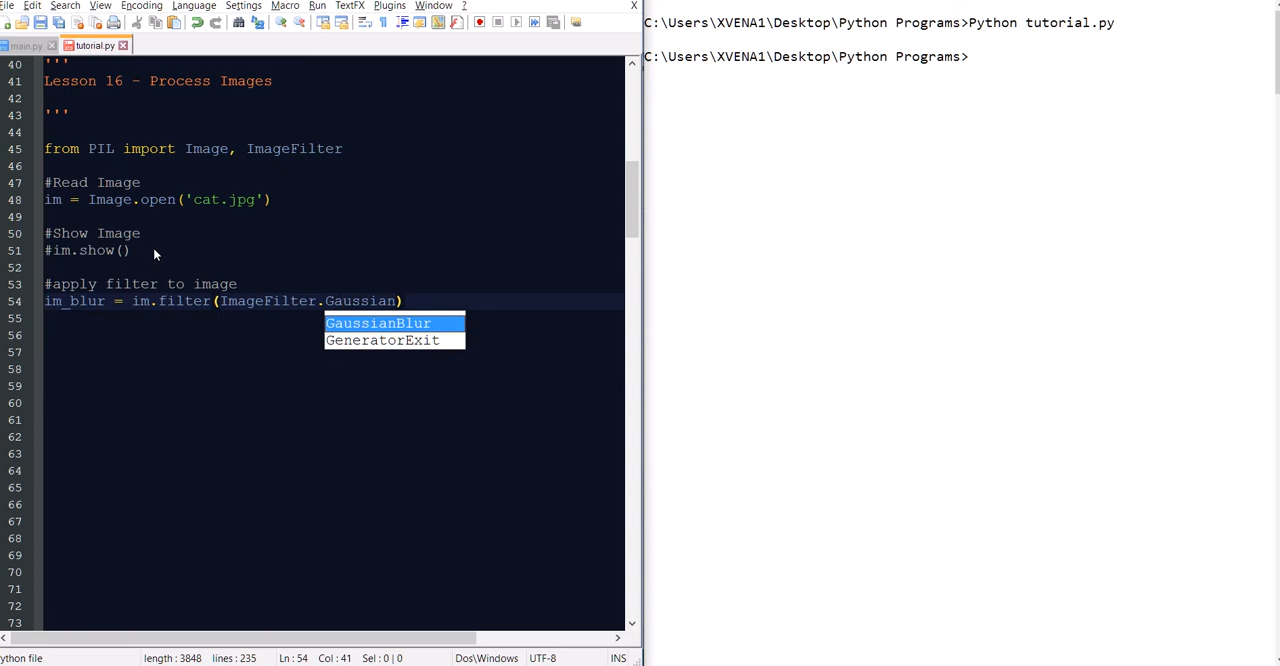 File Edit Search View Encoding Language Settings Macro Run TextFX Plugins Window ? X
main.py tutorial.py
40 '''
41 Lesson 16 - Process Images
42
43 '''
44
45 from PIL import Image, ImageFilter
46
47 #Read Image
48 im = Image.open('cat.jpg')
49
50 #Show Image
51 #im.show()
52
53 #apply filter to image
54 im_blur = im.filter(ImageFilter.Gaussian)
55
GaussianBlur
56
GeneratorExit
57
58
59
60
61
62
63
64
65
66
67
68
69
70
71
72
73
ython file length : 3848 lines : 235 Ln : 54 Col : 41 Sel : 0 | 0 Dos\Windows UTF-8 INS
C:\Users\XVENA1\Desktop\Python Programs>Python tutorial.py
C:\Users\XVENA1\Desktop\Python Programs>